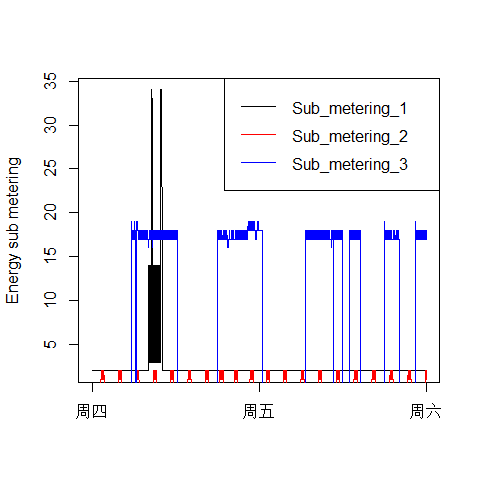 Energy sub metering
35
30
25
20
15
10
5
Sub_metering_1
Sub_metering_2
Sub_metering_3
周四
周五
周六